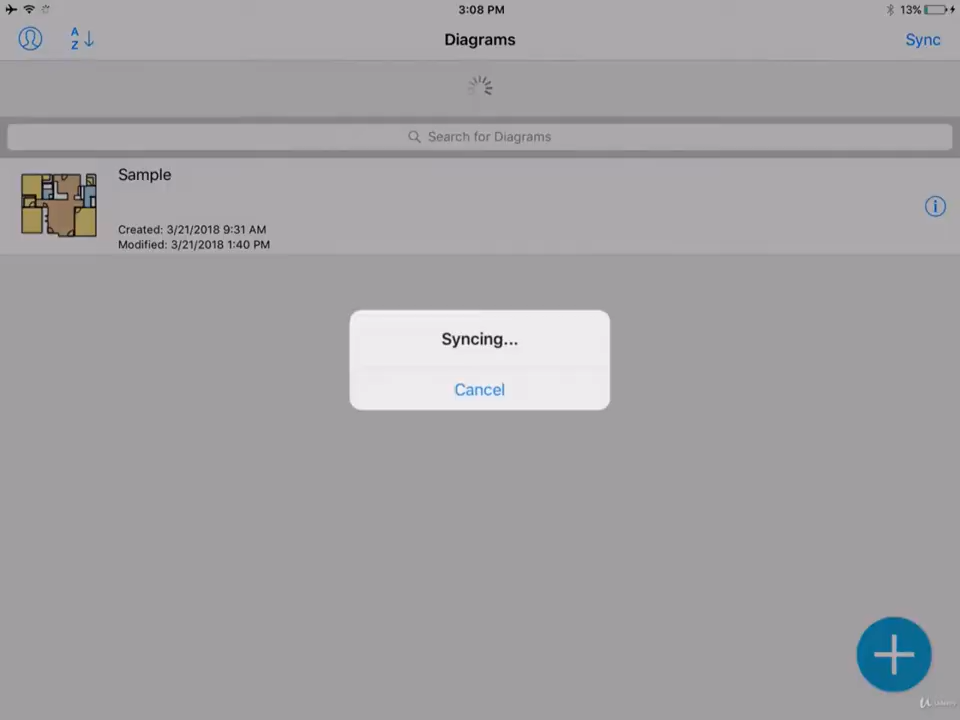 3:08 PM
13%
A
Z
Diagrams
Sync
Search for Diagrams
Sample
Created: 3/21/2018 9:31 AM
Modified: 3/21/2018 1:40 PM
Syncing...
Cancel